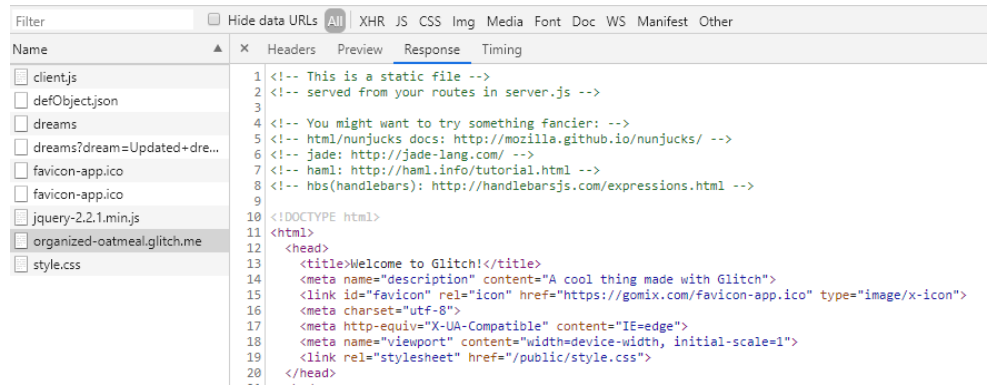 Filter Hide data URLs All XHR JS CSS Img Media Font Doc WS Manifest Other
Name ▲ × Headers Preview Response Timing
client.js
defObject.json
dreams
dreams?dream=Updated+dre...
favicon-app.ico
favicon-app.ico
jquery-2.2.1.min.js
organized-oatmeal.glitch.me
style.css
1 <!-- This is a static file -->
2 <!-- served from your routes in server.js -->
3
4 <!-- You might want to try something fancier: -->
5 <!-- html/nunjucks docs: http://mozilla.github.io/nunjucks/ -->
6 <!-- jade: http://jade-lang.com/ -->
7 <!-- haml: http://haml.info/tutorial.html -->
8 <!-- hbs(handlebars): http://handlebarsjs.com/expressions.html -->
9
10 <!DOCTYPE html>
11 <html>
12 <head>
13 <title>Welcome to Glitch!</title>
14 <meta name="description" content="A cool thing made with Glitch">
15 <link id="favicon" rel="icon" href="https://gomix.com/favicon-app.ico" type="image/x-icon">
16 <meta charset="utf-8">
17 <meta http-equiv="X-UA-Compatible" content="IE=edge">
18 <meta name="viewport" content="width=device-width, initial-scale=1">
19 <link rel="stylesheet" href="/public/style.css">
20 </head>